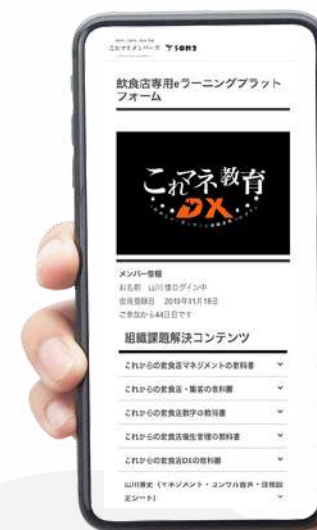 これマネメンバーズ
飲食店専用eラーニングプラット
フォーム
これマネ教育
DX
メンバー情報
お名前 山川様ログイン中
会員登録日 2019年31月18日
ご参加から44日目です
組織課題解決コンテンツ
これからの飲食店マネジメントの教科書
これからの飲食店・集客の教科書
これからの飲食店数字の教科書
これからの飲食店衛生管理の教科書
これからの飲食店DXの教科書
山川博史（マネジメント・コンサル音声・目標設
定シート）